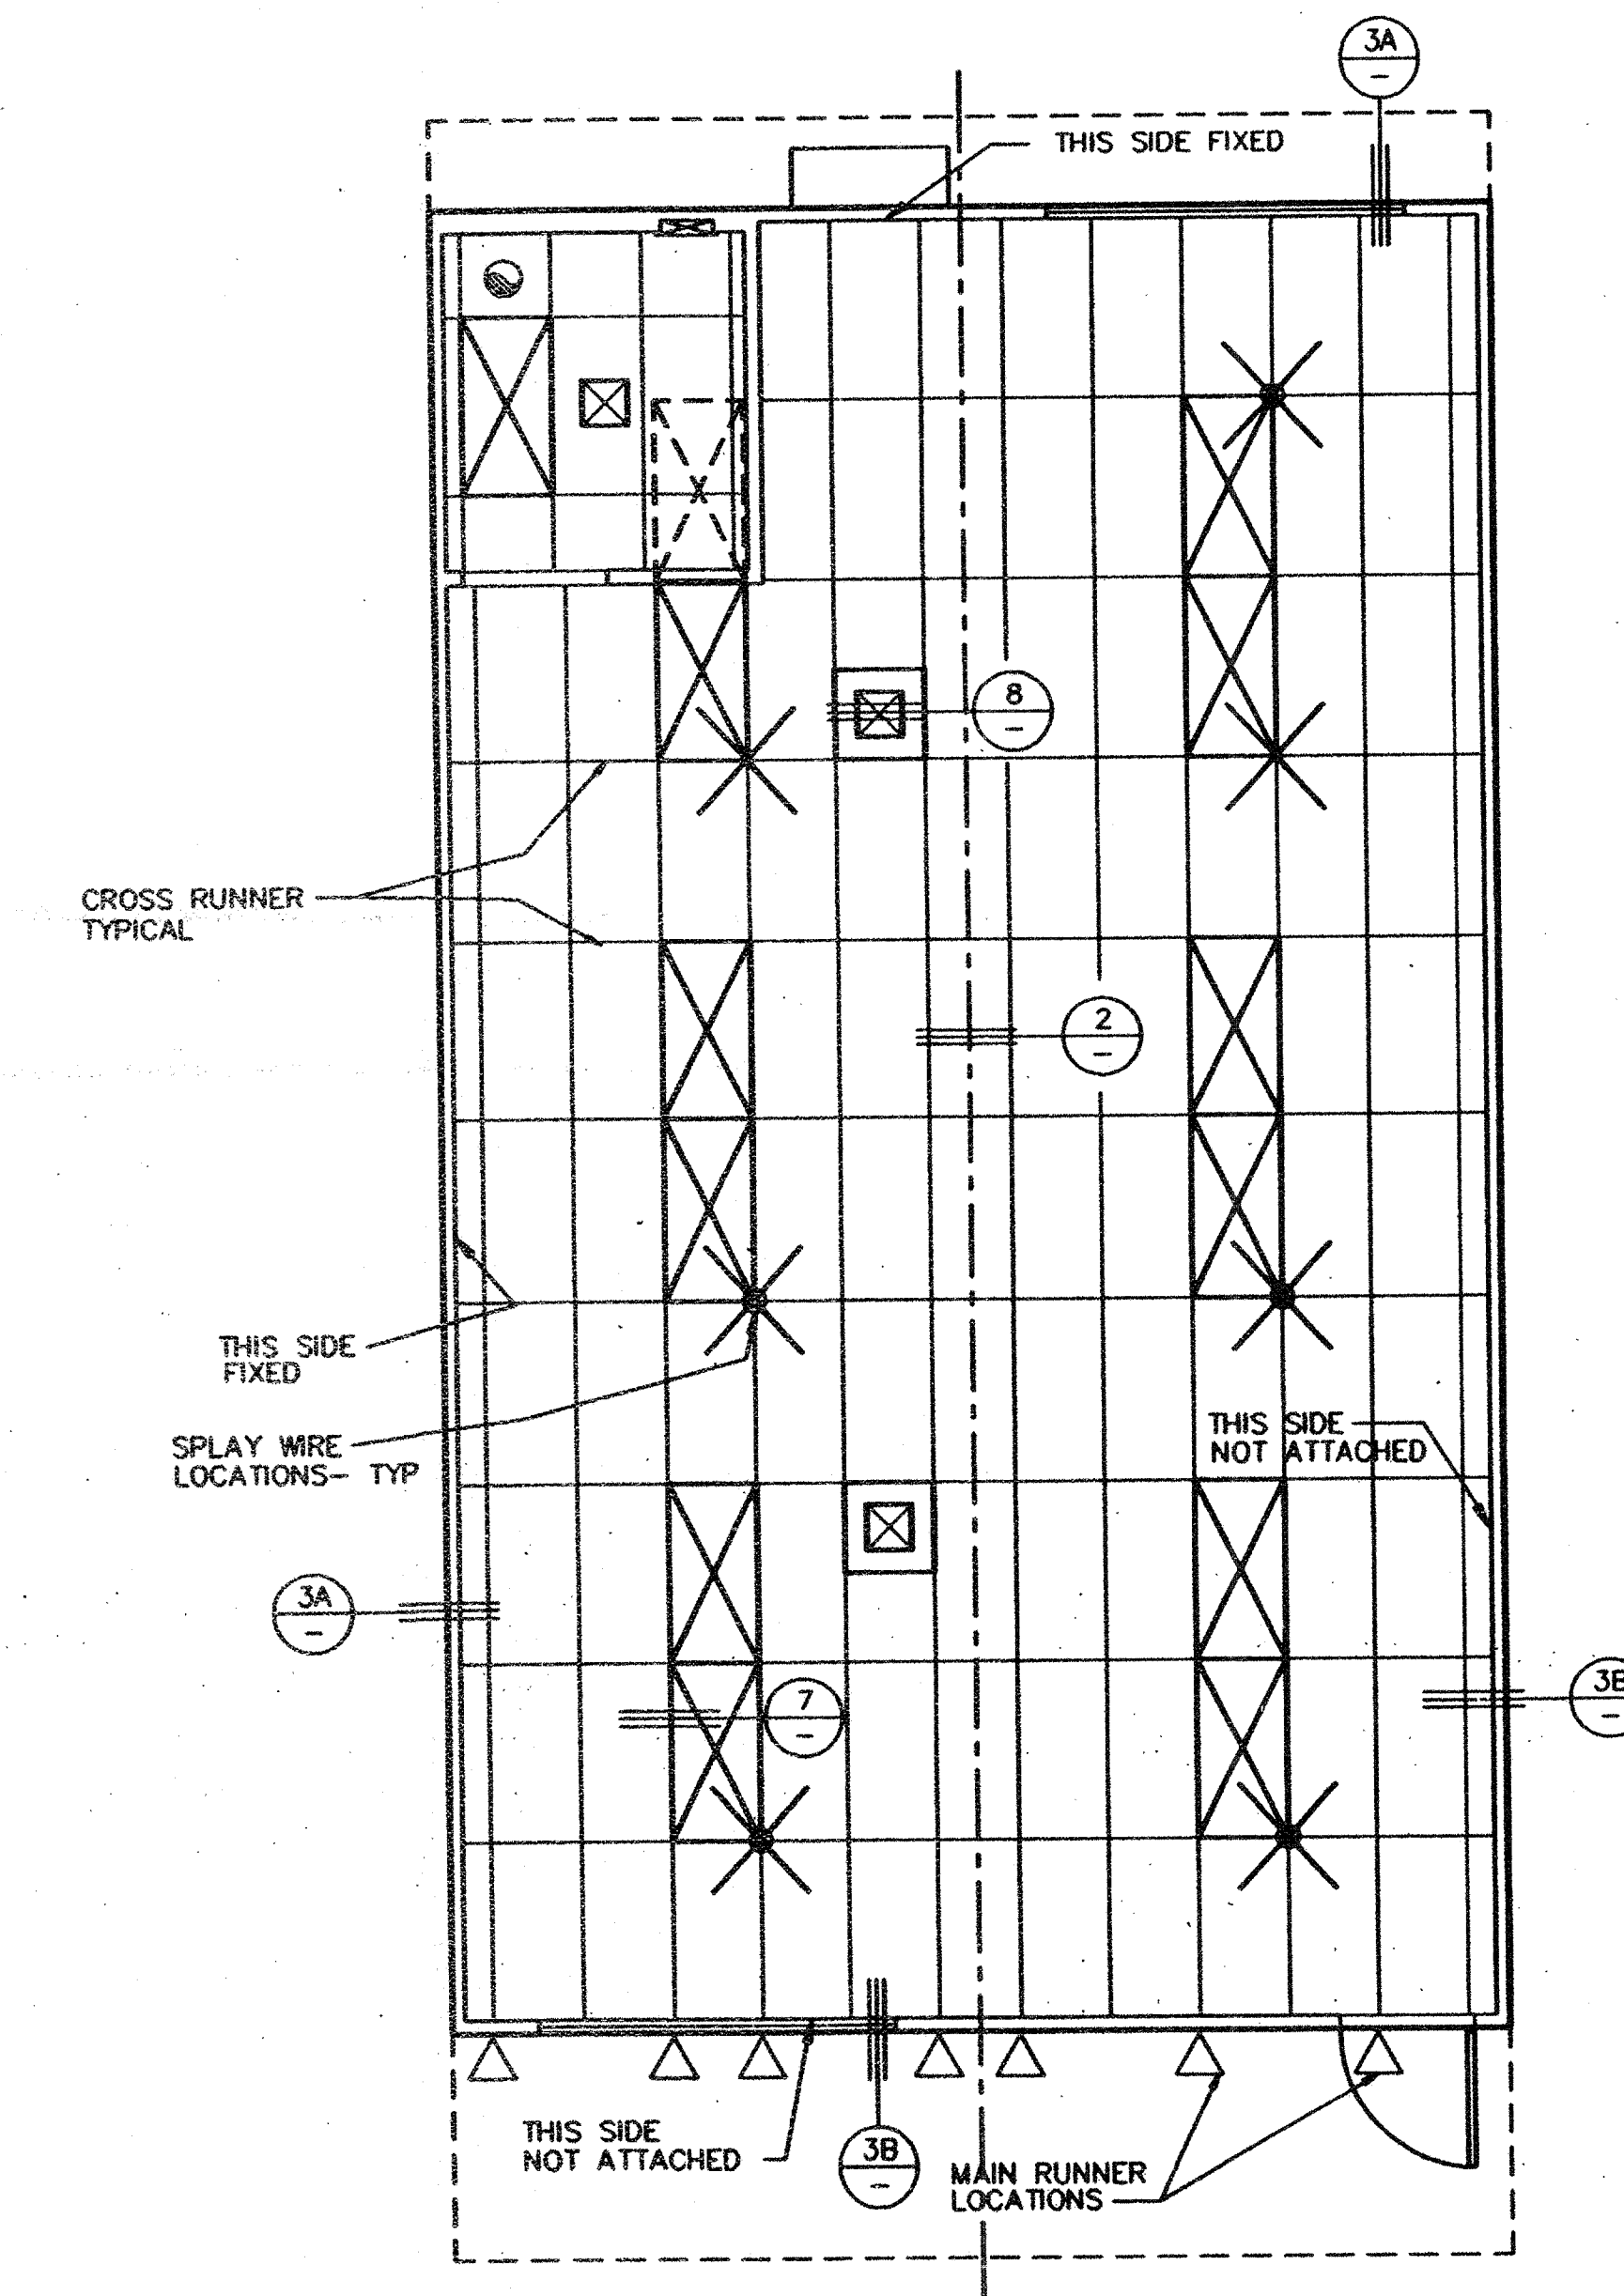 3A
–
THIS SIDE FIXED
8
–
CROSS RUNNER
TYPICAL
2
–
THIS SIDE
FIXED
THIS SIDE
NOT ATTACHED
SPLAY WIRE
LOCATIONS– TYP
3A
–
3B
–
7
–
THIS SIDE
NOT ATTACHED
3B
–
MAIN RUNNER
LOCATIONS